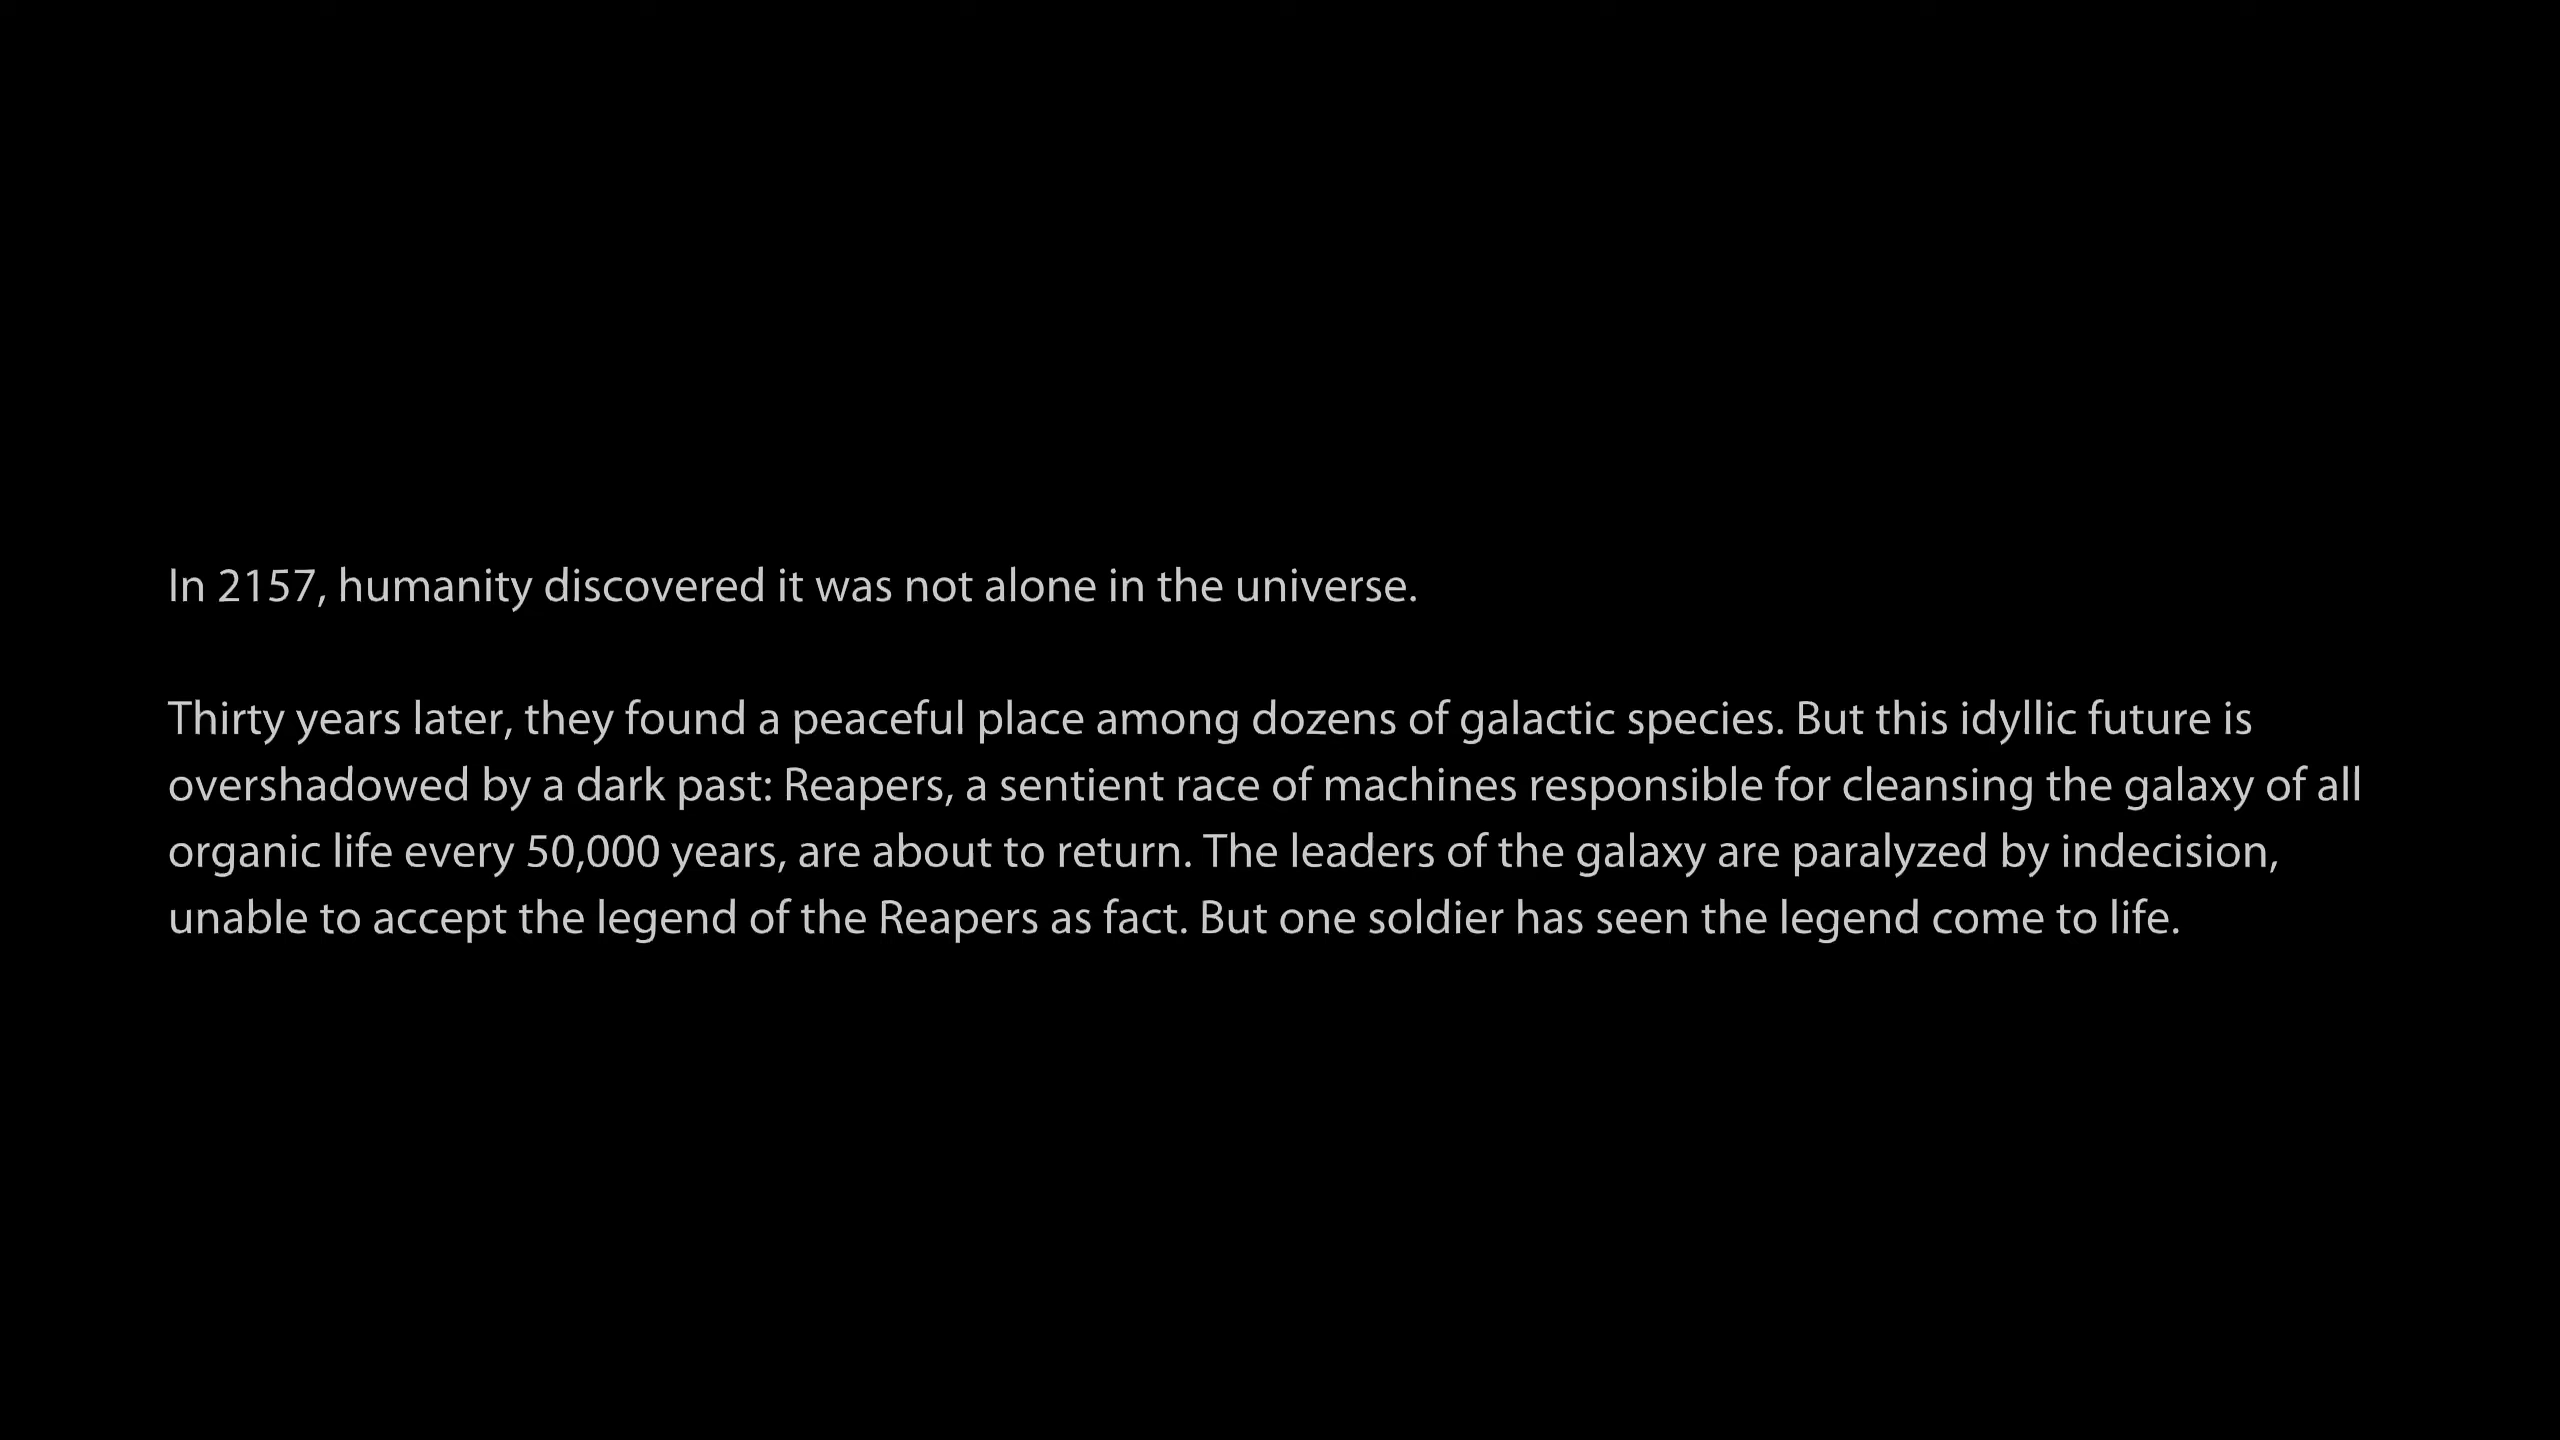 In 2157, humanity discovered it was not alone in the universe.
Thirty years later, they found a peaceful place among dozens of galactic species. But this idyllic future is
overshadowed by a dark past: Reapers, a sentient race of machines responsible for cleansing the galaxy of all
organic life every 50,000 years, are about to return. The leaders of the galaxy are paralyzed by indecision,
unable to accept the legend of the Reapers as fact. But one soldier has seen the legend come to life.